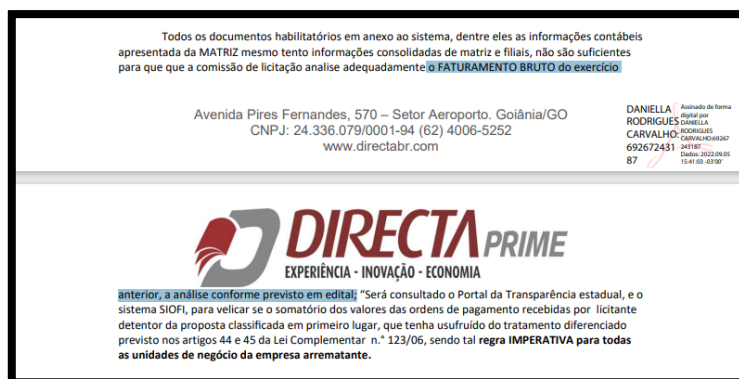 Todos os documentos habilitatórios em anexo ao sistema, dentre eles as informações contábeis
apresentada da MATRIZ mesmo tento informações consolidadas de matriz e filiais, não são suficientes
para que que a comissão de licitação analise adequadamente o FATURAMENTO BRUTO do exercício
Avenida Pires Fernandes, 570 – Setor Aeroporto. Goiânia/GO
CNPJ: 24.336.079/0001-94 (62) 4006-5252
www.directabr.com
DANIELLA
RODRIGUES
CARVALHO:
692672431
87
Assinado de forma
digital por
DANIELLA
RODRIGUES
CARVALHO:69267
243187
Dados: 2022.09.05
15:41:03 -03'00'
DIRECTA PRIME
EXPERIÊNCIA - INOVAÇÃO - ECONOMIA
anterior, a análise conforme previsto em edital; “Será consultado o Portal da Transparência estadual, e o
sistema SIOFI, para velicar se o somatório dos valores das ordens de pagamento recebidas por licitante
detentor da proposta classificada em primeiro lugar, que tenha usufruído do tratamento diferenciado
previsto nos artigos 44 e 45 da Lei Complementar n.° 123/06, sendo tal regra IMPERATIVA para todas
as unidades de negócio da empresa arrematante.